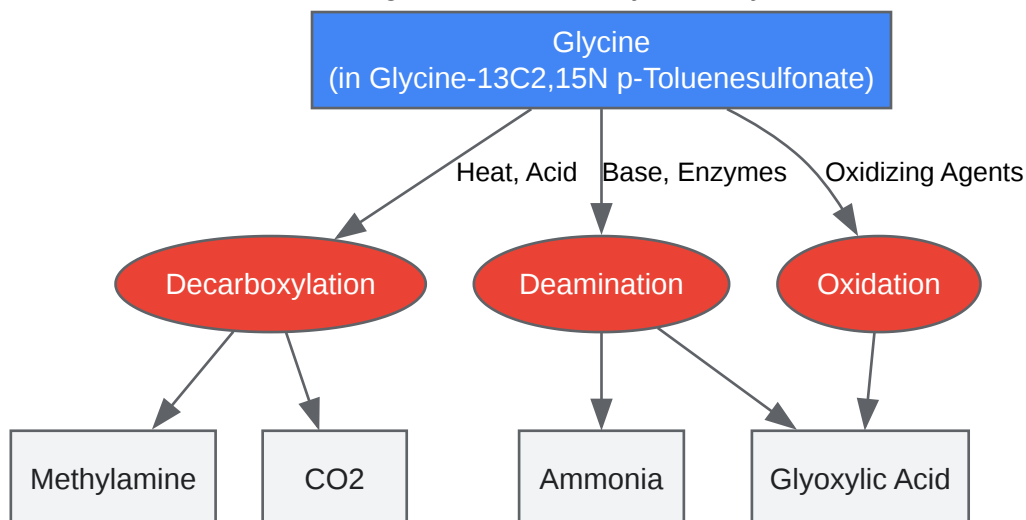 Glycine
(in Glycine-13C2,15N p-Toluenesulfonate)
Heat, Acid
Base, Enzymes
Oxidizing Agents
Decarboxylation
Deamination
Oxidation
Methylamine
CO2
Ammonia
Glyoxylic Acid